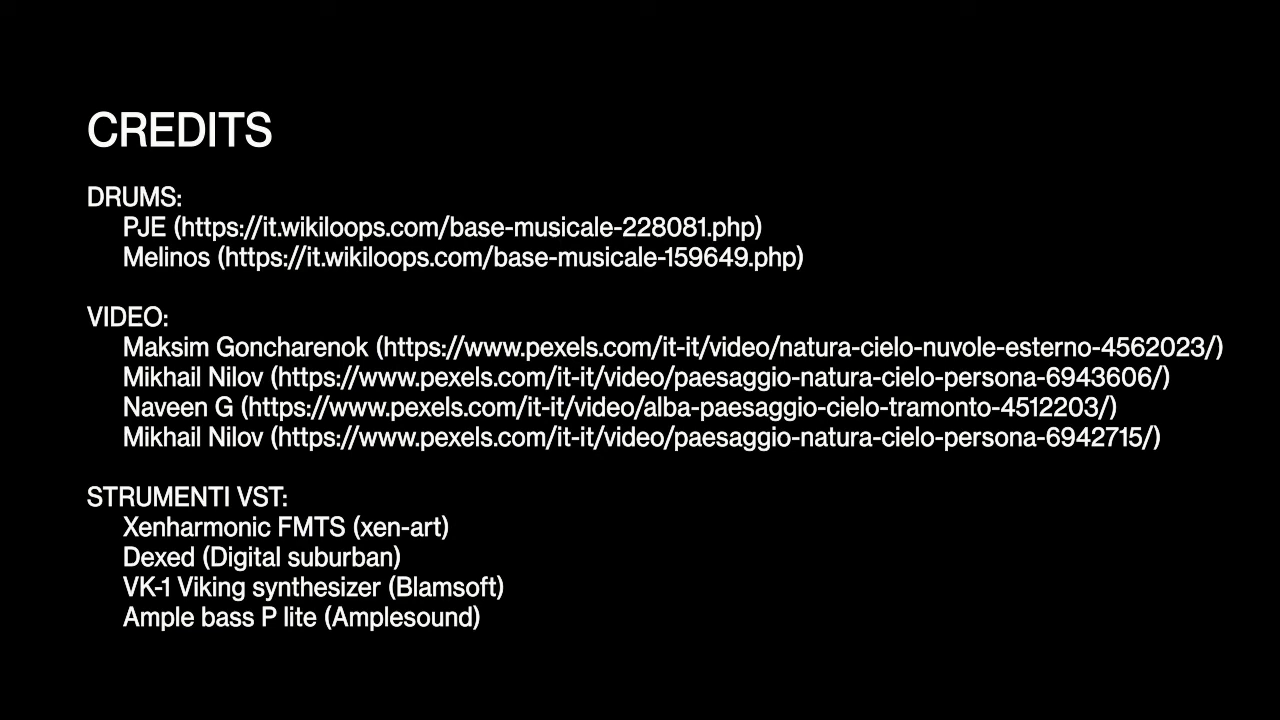 CREDITS
DRUMS:
PJE (https://it.wikiloops.com/base-musicale-228081.php)
Melinos (https://it.wikiloops.com/base-musicale-159649.php)
VIDEO:
Maksim Goncharenok (https://www.pexels.com/it-it/video/natura-cielo-nuvole-esterno-4562023/)
Mikhail Nilov (https://www.pexels.com/it-it/video/paesaggio-natura-cielo-persona-6943606/)
Naveen G (https://www.pexels.com/it-it/video/alba-paesaggio-cielo-tramonto-4512203/)
Mikhail Nilov (https://www.pexels.com/it-it/video/paesaggio-natura-cielo-persona-6942715/)
STRUMENTI VST:
Xenharmonic FMTS (xen-art)
Dexed (Digital suburban)
VK-1 Viking synthesizer (Blamsoft)
Ample bass P lite (Amplesound)